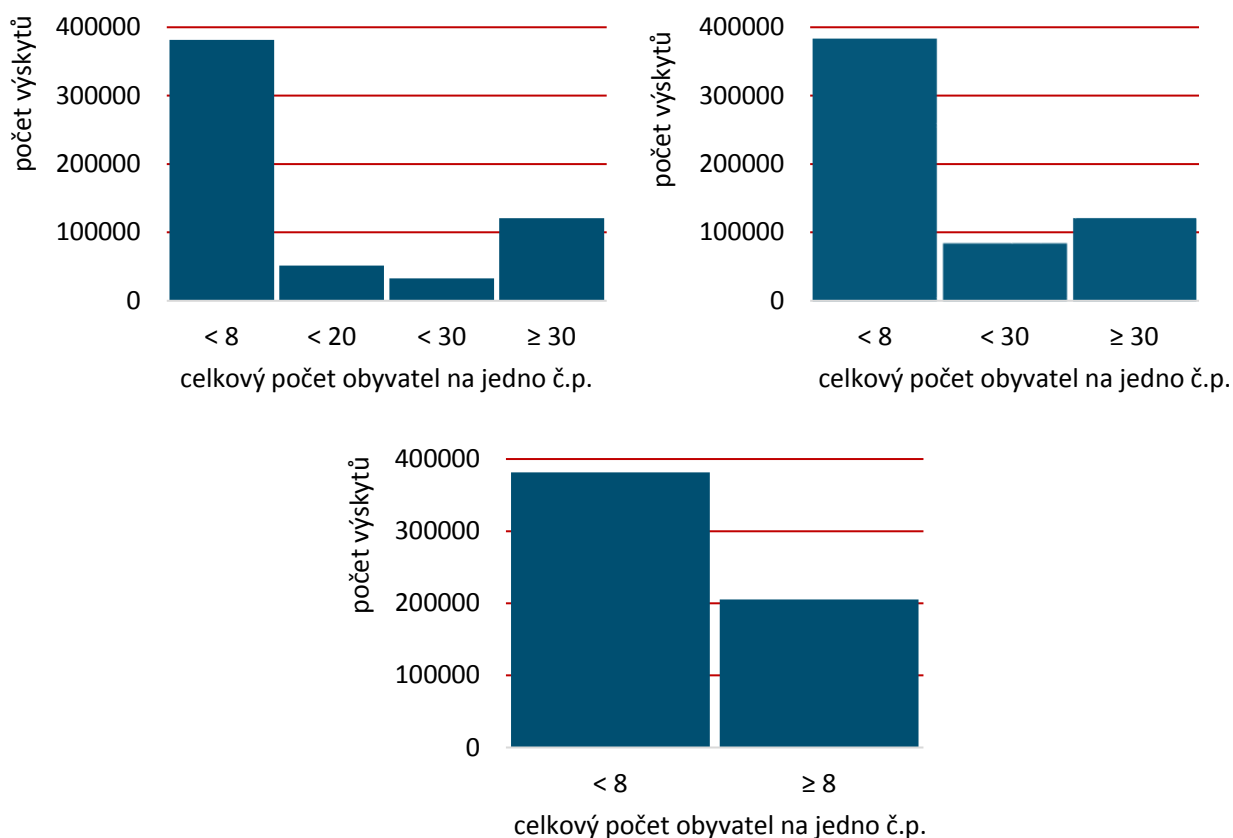 počet výskytů
400000
300000
200000
100000
0
< 8 < 20 < 30 ≥ 30
celkový počet obyvatel na jedno č.p.
počet výskytů
400000
300000
200000
100000
0
< 8 < 30 ≥ 30
celkový počet obyvatel na jedno č.p.
počet výskytů
400000
300000
200000
100000
0
< 8 ≥ 8
celkový počet obyvatel na jedno č.p.